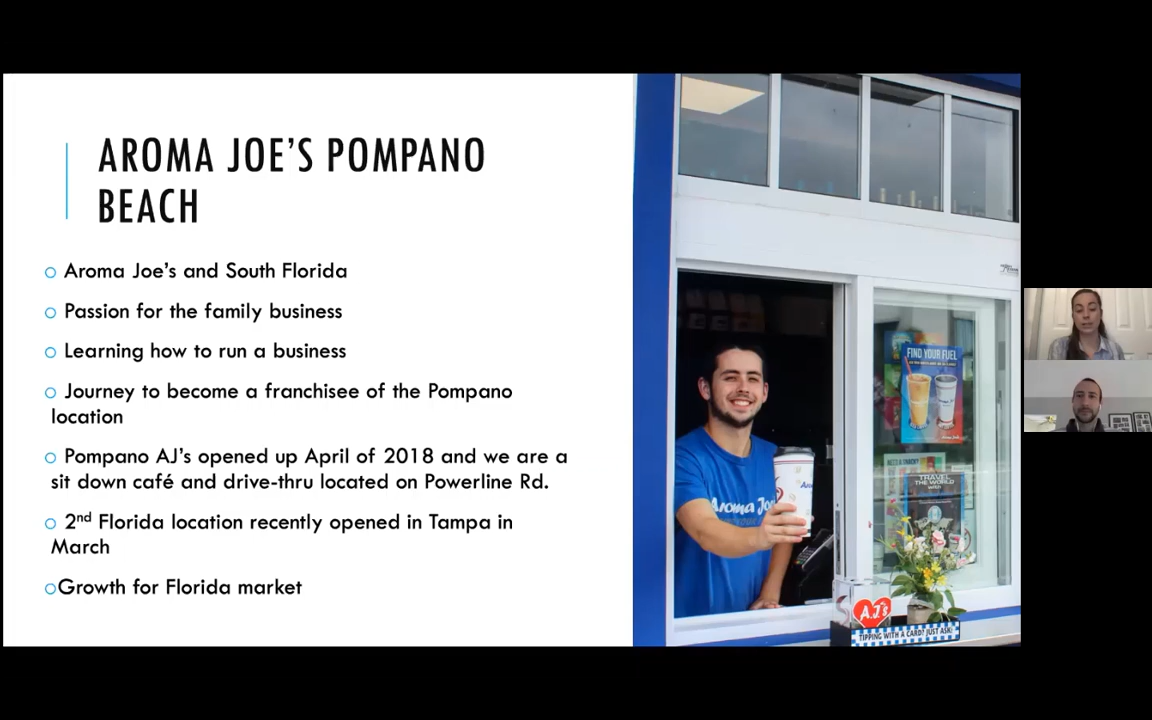 AROMA JOE'S POMPANO
BEACH
Aroma Joe's and South Florida
Passion for the family business
Learning how to run a business
Journey to become a franchisee of the Pompano
location
Pompano AJ's opened up April of 2018 and we are a
sit down café and drive-thru located on Powerline Rd.
2nd Florida location recently opened in Tampa in
March
Growth for Florida market
FIND YOUR FUEL
Aroma Joe
NEED A SNACK?
TRAVEL
THE WORLD
A.J.'s
TIPPING WITH A CARD? JUST ASK!